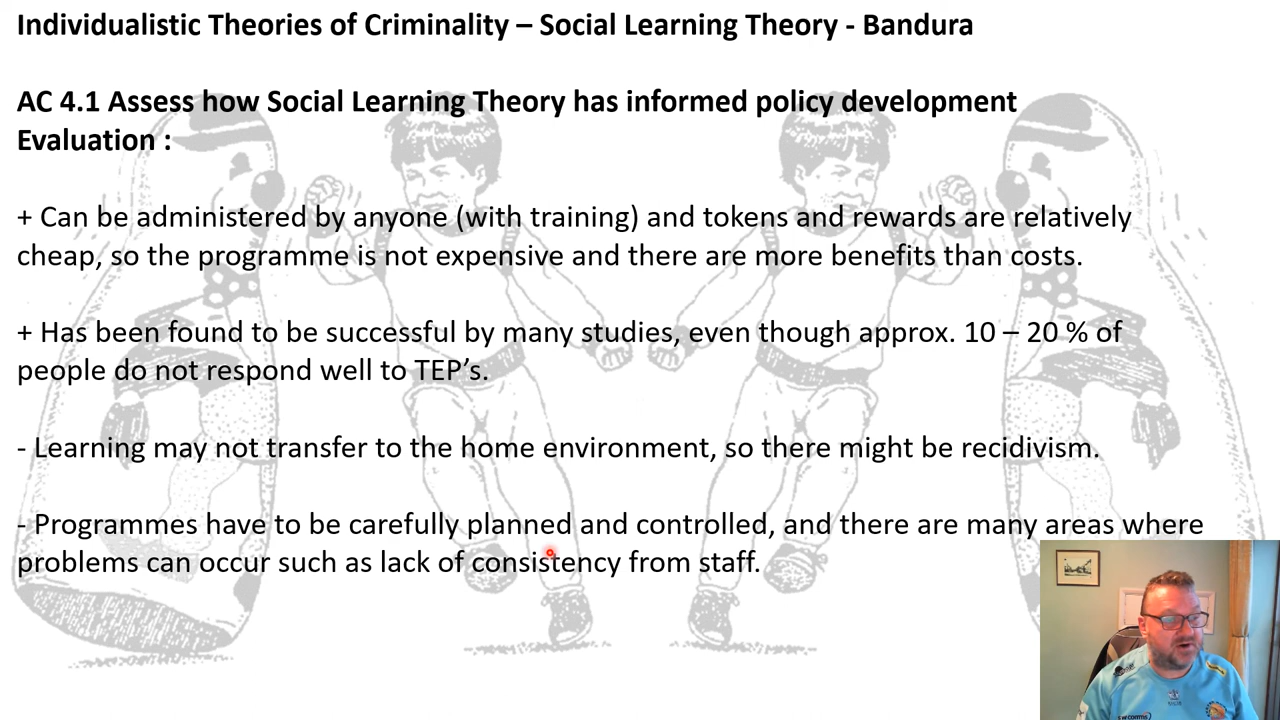 Individualistic Theories of Criminality – Social Learning Theory - Bandura
AC 4.1 Assess how Social Learning Theory has informed policy development
Evaluation :
+ Can be administered by anyone (with training) and tokens and rewards are relatively
cheap, so the programme is not expensive and there are more benefits than costs.
+ Has been found to be successful by many studies, even though approx. 10 – 20 % of
people do not respond well to TEP’s.
- Learning may not transfer to the home environment, so there might be recidivism.
- Programmes have to be carefully planned and controlled, and there are many areas where
problems can occur such as lack of consistency from staff.